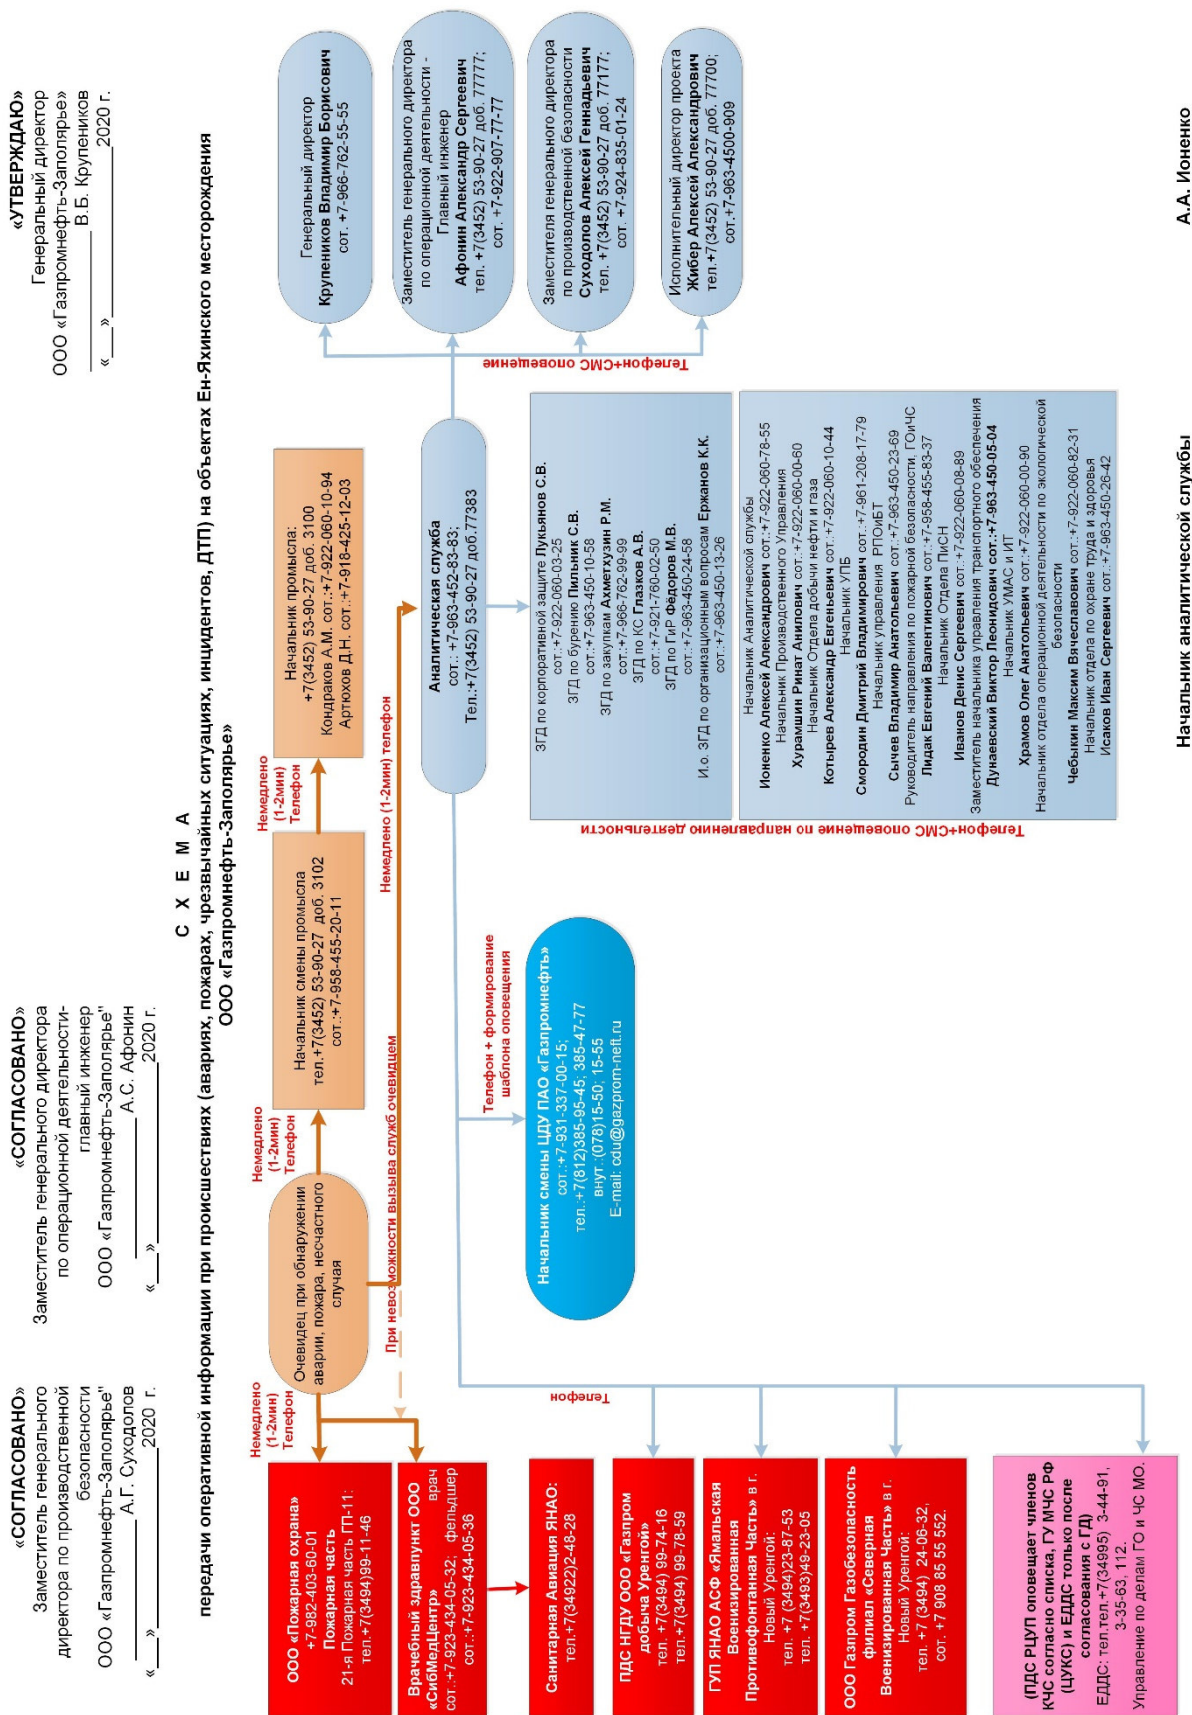 «СОГЛАСОВАНО»
Заместитель генерального
директора по производственной
безопасности
ООО «Газпромнефть-Заполярье"
А.Г. Суходолов
«___» 2020 г.
«СОГЛАСОВАНО»
Заместитель генерального директора
по операционной деятельности-
главный инженер
ООО «Газпромнефть-Заполярье"
А.С. Афонин
«___» 2020 г.
«УТВЕРЖДАЮ»
Генеральный директор
ООО «Газпромнефть-Заполярье»
В.Б. Крупеников
«___» 2020 г.
С Х Е М А
передачи оперативной информации при происшествиях (авариях, пожарах, чрезвычайных ситуациях, инцидентов, ДТП) на объектах Ен-Яхинского месторождения
ООО «Газпромнефть-Заполярье»
ООО «Пожарная охрана»
+7-982-403-60-01
Пожарная часть
21-я Пожарная часть ГП-11:
тел.+7(3494)99-11-46
Немедлено
(1-2мин)
Телефон
Очевидец при обнаружении
аварии, пожара, несчастного
случая
Немедлено
(1-2мин)
Телефон
Начальник смены промысла
тел.+7(3452) 53-90-27 доб. 3102
сот.:+7-958-455-20-11
Немедлено
(1-2мин)
Телефон
Начальник промысла:
+7(3452) 53-90-27 доб. 3100
Кондраков А.М. сот.:+7-922-060-10-94
Артюхов Д.Н. сот.:+7-918-425-12-03
Врачебный здравпункт ООО
«СибМедЦентр» врач
сот.:+7-923-434-05-32; фельдшер
сот.:+7-923-434-05-36
При невозможности вызыва служб очевидцем
Немедлено (1-2мин) телефон
Санитарная Авиация ЯНАО:
тел.+7(34922)2-48-28
ПДС НГДУ ООО «Газпром
добыча Уренгой»
тел. +7(3494) 99-74-16
тел.+7(3494) 99-78-59
ГУП ЯНАО АСФ «Ямальская
Военизированная
Противофонтанная Часть» в г.
Новый Уренгой:
тел. +7 (3494)23-87-53
тел. +7(3493)49-23-05
ООО Газпром Газобезопасность
филиал «Северная
Военизированная Часть» в г.
Новый Уренгой:
тел. +7 (3494) 24-06-32,
сот. +7 908 85 55 552.
(ПДС РЦУП оповещает членов
КЧС согласно списка, ГУ МЧС РФ
(ЦУКС) и ЕДДС только после
согласования с ГД)
ЕДДС: тел.тел.+7(34995) 3-44-91,
3-35-63, 112.
Управление по делам ГО и ЧС МО.
Телефон
Начальник смены ЦДУ ПАО «Газпромнефть»
сот.:+7-931-337-00-15;
тел.:+7(812)385-95-45; 385-47-77
внут.:(078)15-50; 15-55
E-mail: cdu@gazprom-neft.ru
Телефон + формирование
шаблона оповещения
Аналитическая служба
сот.: +7-963-452-83-83;
Тел.:+7(3452) 53-90-27 доб.77383
ЗГД по корпоративной защите Лукьянов С.В.
сот.:+7-922-060-03-25
ЗГД по бурению Пильник С.В.
сот.:+7-963-450-10-58
ЗГД по закупкам Ахметхузин Р.М.
сот.:+7-966-762-99-99
ЗГД по КС Глазков А.В.
сот.:+7-921-760-02-50
ЗГД по ГиР Фёдоров М.В.
сот.:+7-963-450-24-58
И.о. ЗГД по организационным вопросам Ержанов К.К.
сот.:+7-963-450-13-26
Начальник Аналитической службы
Ионенко Алексей Александрович сот.:+7-922-060-78-55
Начальник Производственного Управления
Хурамшин Ринат Анилович сот.:+7-922-060-00-60
Начальник Отдела добычи нефти и газа
Котырев Александр Евгеньевич сот.:+7-922-060-10-44
Начальник УПБ
Смородин Дмитрий Владимирович сот.:+7-961-208-17-79
Начальник управления РПОиБТ
Сычев Владимир Анатольевич сот.:+7-963-450-23-69
Руководитель направления по пожарной безопасности, ГОиЧС
Лидак Евгений Валентинович сот.:+7-958-455-83-37
Начальник Отдела ПиСН
Иванов Денис Сергеевич сот.:+7-922-060-08-89
Заместитель начальника управления транспортного обеспечения
Дунаевский Виктор Леонидович сот.:+7-963-450-05-04
Начальник УМАС и ИТ
Храмов Олег Анатольевич сот.:+7-922-060-00-90
Начальник отдела операционной деятельности по экологической
безопасности
Чебыкин Максим Вячеславович сот.:+7-922-060-82-31
Начальник отдела по охране труда и здоровья
Исаков Иван Сергеевич сот.:+7-963-450-26-42
Телефон+СМС оповещение по направлению деятельности
Телефон+СМС оповещение
Генеральный директор
Крупеников Владимир Борисович
сот. +7-966-762-55-55
Заместитель генерального директора
по операционной деятельности -
Главный инженер
Афонин Александр Сергеевич
тел. +7(3452) 53-90-27 доб. 77777;
сот. +7-922-907-77-77
Заместителя генерального директора
по производственной безопасности
Суходолов Алексей Геннадьевич
тел. +7(3452) 53-90-27 доб. 77177;
сот. +7-924-835-01-24
Исполнительный директор проекта
Жибер Алексей Александрович
тел.+7(3452) 53-90-27 доб. 77700;
сот.+7-963-4500-909
Начальник аналитической службы
А.А. Ионенко